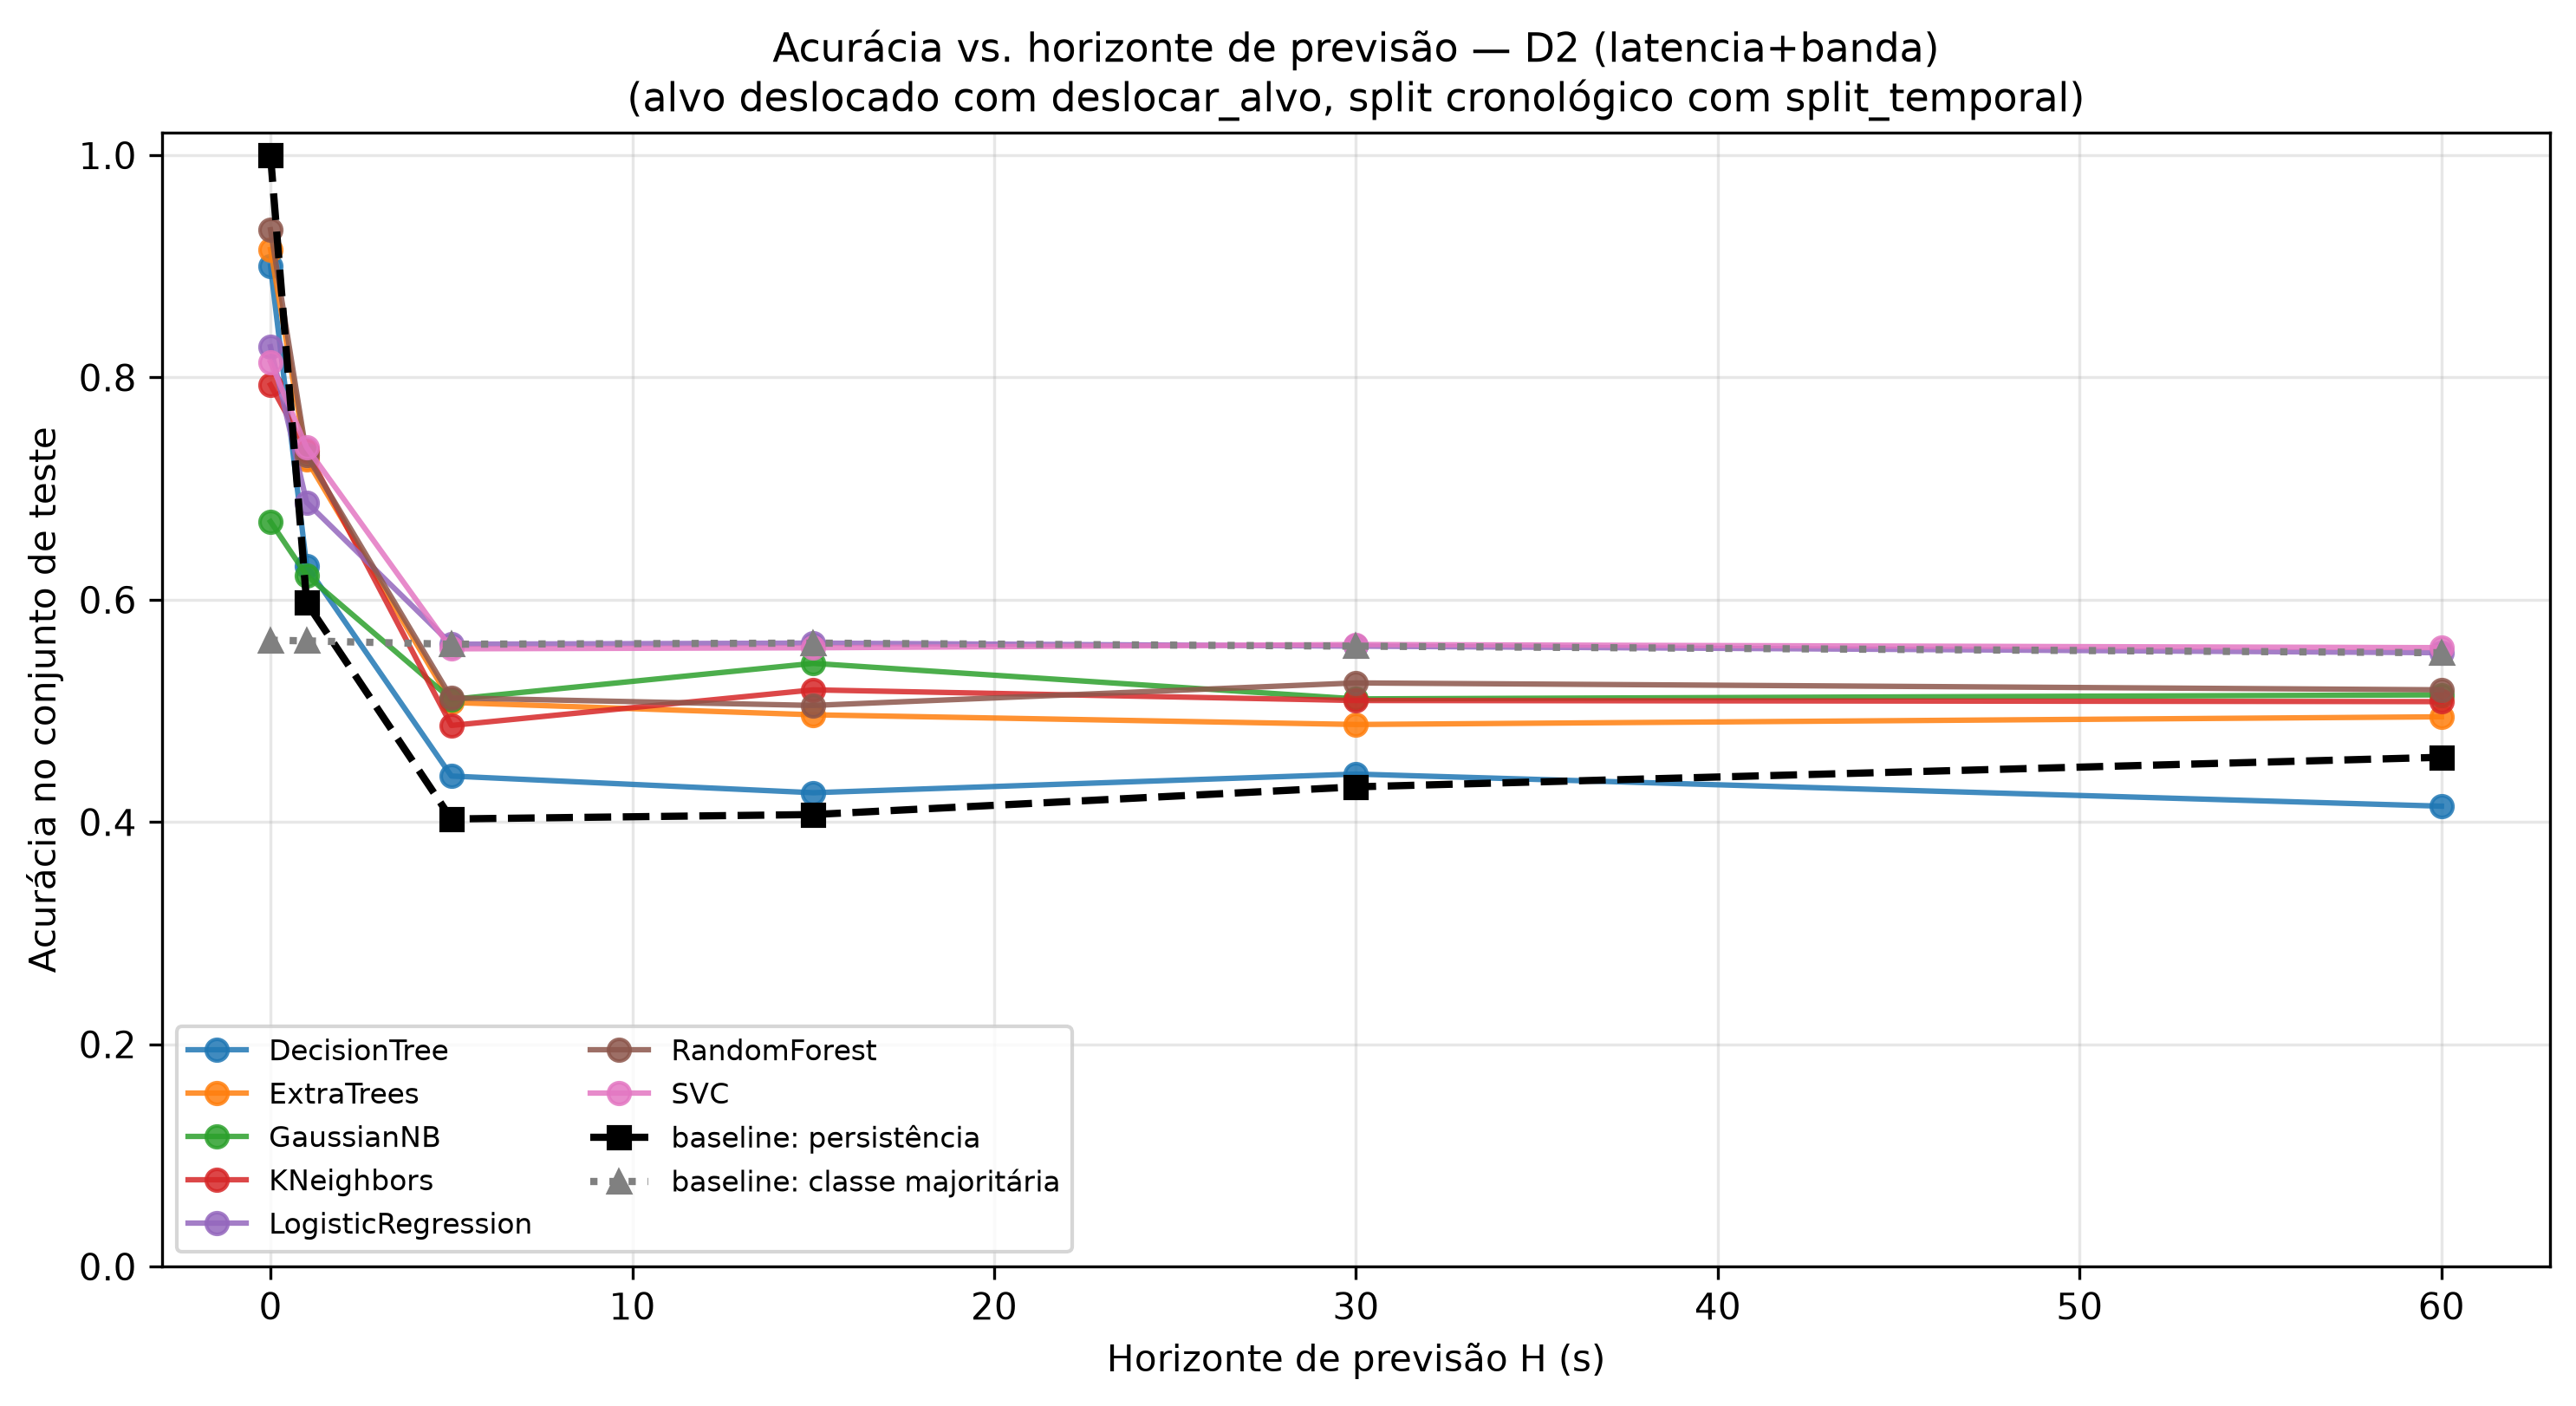 Acurácia vs. horizonte de previsão — D2 (latencia+banda)
(alvo deslocado com deslocar_alvo, split cronológico com split_temporal)
Acurácia no conjunto de teste
1.0
0.8
0.6
0.4
0.2
0.0
DecisionTree
ExtraTrees
GaussianNB
KNeighbors
LogisticRegression
RandomForest
SVC
baseline: persistência
baseline: classe majoritária
0 10 20 30 40 50 60
Horizonte de previsão H (s)